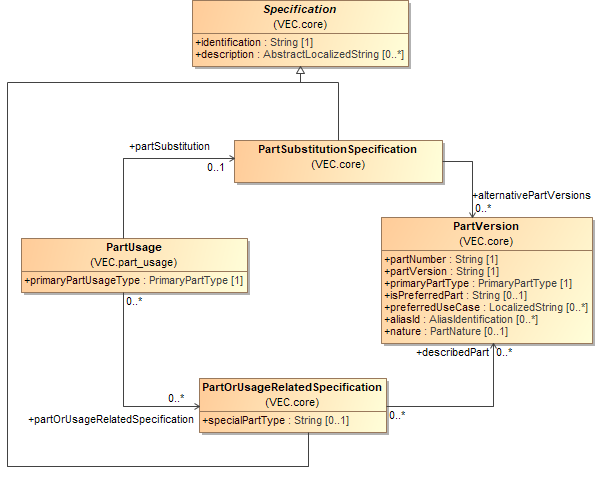 Specification
(VEC.core)
+identification : String [1]
+description : AbstractLocalizedString [0..*]
+partSubstitution
0..1
PartSubstitutionSpecification
(VEC.core)
+alternativePartVersions
0..*
PartVersion
(VEC.core)
+partNumber : String [1]
+partVersion : String [1]
+primaryPartType : PrimaryPartType [1]
+isPreferredPart : String [0..1]
+preferredUseCase : LocalizedString [0..*]
+aliasId : AliasIdentification [0..*]
+nature : PartNature [0..1]
PartUsage
(VEC.part_usage)
+primaryPartUsageType : PrimaryPartType [1]
0..*
+describedPart 0..*
0..*
+partOrUsageRelatedSpecification
PartOrUsageRelatedSpecification
(VEC.core)
+specialPartType : String [0..1]
0..*